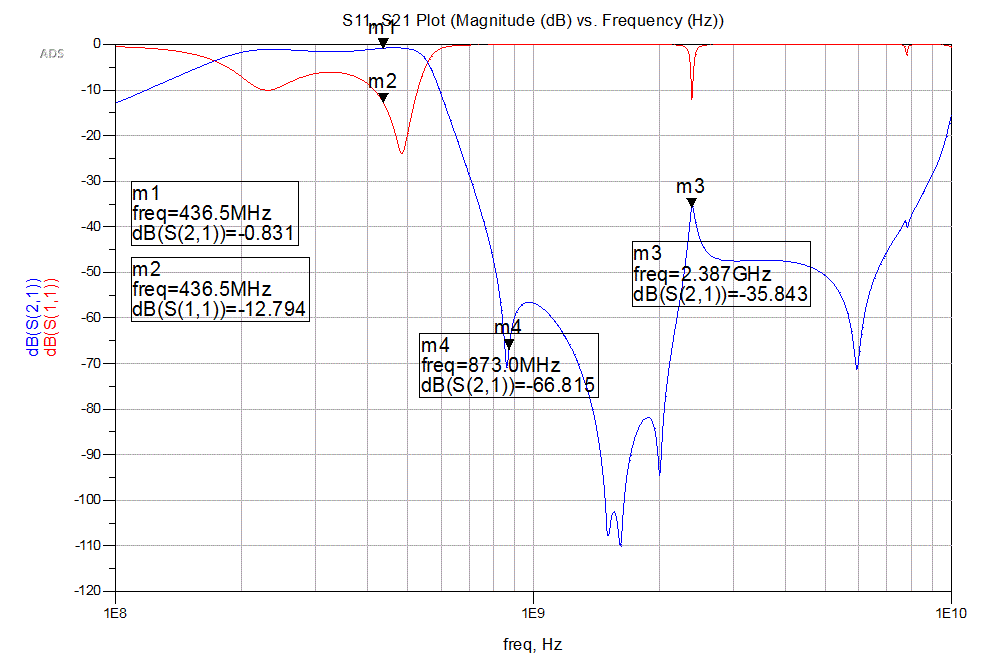 S11, S21 Plot (Magnitude (dB) vs. Frequency (Hz))
ADS
m1
m2
m3
m4
m1
freq=436.5MHz
dB(S(2,1))=-0.831
m2
freq=436.5MHz
dB(S(1,1))=-12.794
m3
freq=2.387GHz
dB(S(2,1))=-35.843
m4
freq=873.0MHz
dB(S(2,1))=-66.815
dB(S(2,1))
dB(S(1,1))
0
-10
-20
-30
-40
-50
-60
-70
-80
-90
-100
-110
-120
1E8
1E9
1E10
freq, Hz